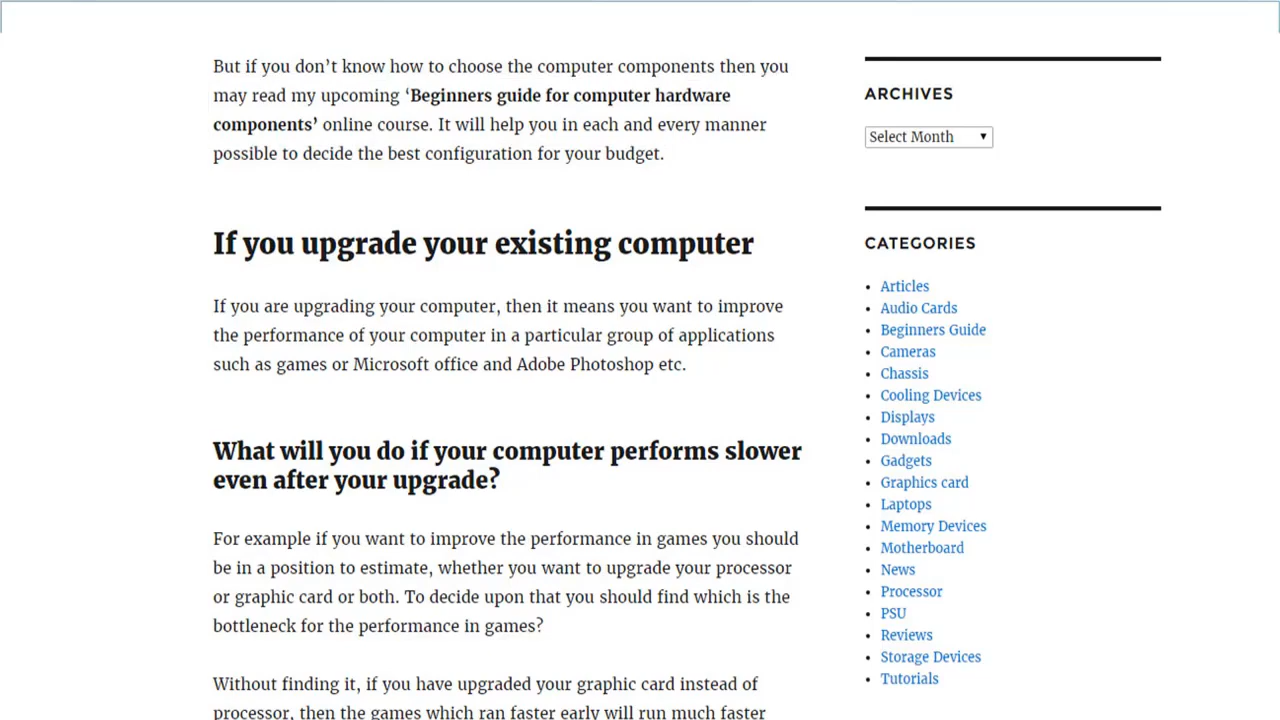 But if you don’t know how to choose the computer components then you
may read my upcoming ‘Beginners guide for computer hardware
components’ online course. It will help you in each and every manner
possible to decide the best configuration for your budget.
If you upgrade your existing computer
If you are upgrading your computer, then it means you want to improve
the performance of your computer in a particular group of applications
such as games or Microsoft office and Adobe Photoshop etc.
What will you do if your computer performs slower
even after your upgrade?
For example if you want to improve the performance in games you should
be in a position to estimate, whether you want to upgrade your processor
or graphic card or both. To decide upon that you should find which is the
bottleneck for the performance in games?
Without finding it, if you have upgraded your graphic card instead of
processor, then the games which ran faster early will run much faster
ARCHIVES
Select Month
CATEGORIES
Articles
Audio Cards
Beginners Guide
Cameras
Chassis
Cooling Devices
Displays
Downloads
Gadgets
Graphics card
Laptops
Memory Devices
Motherboard
News
Processor
PSU
Reviews
Storage Devices
Tutorials